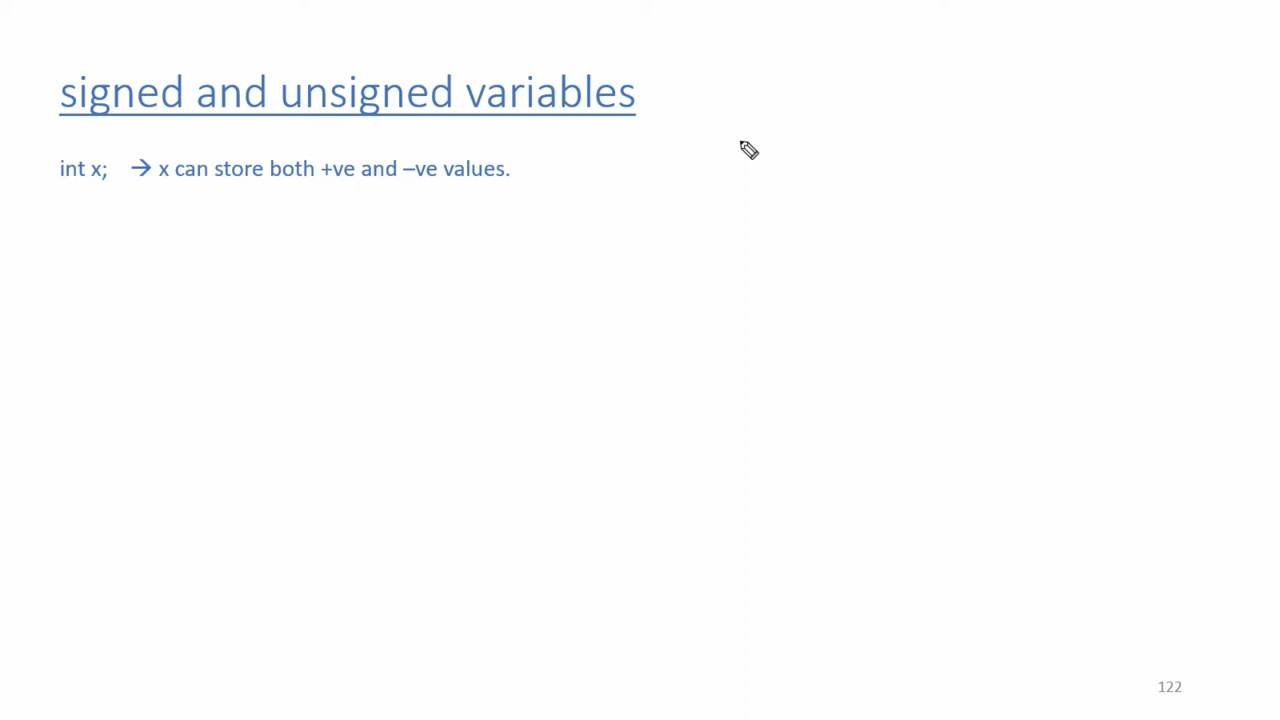 signed and unsigned variables
int x; → x can store both +ve and –ve values.
122